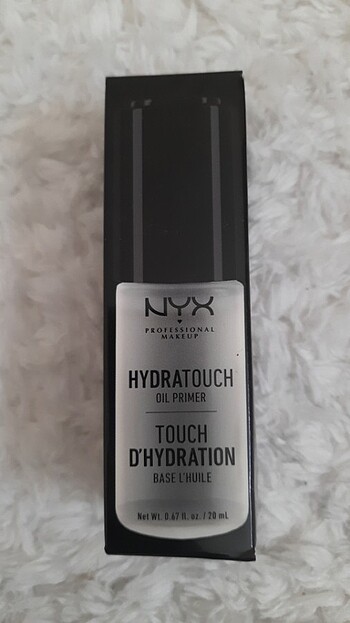 NYX
PROFESSIONAL
MAKEUP
HYDRATOUCH
OIL PRIMER
TOUCH
D'HYDRATION
BASE L'HUILE
Net Wt. 0.67 fl. oz. / 20 mL